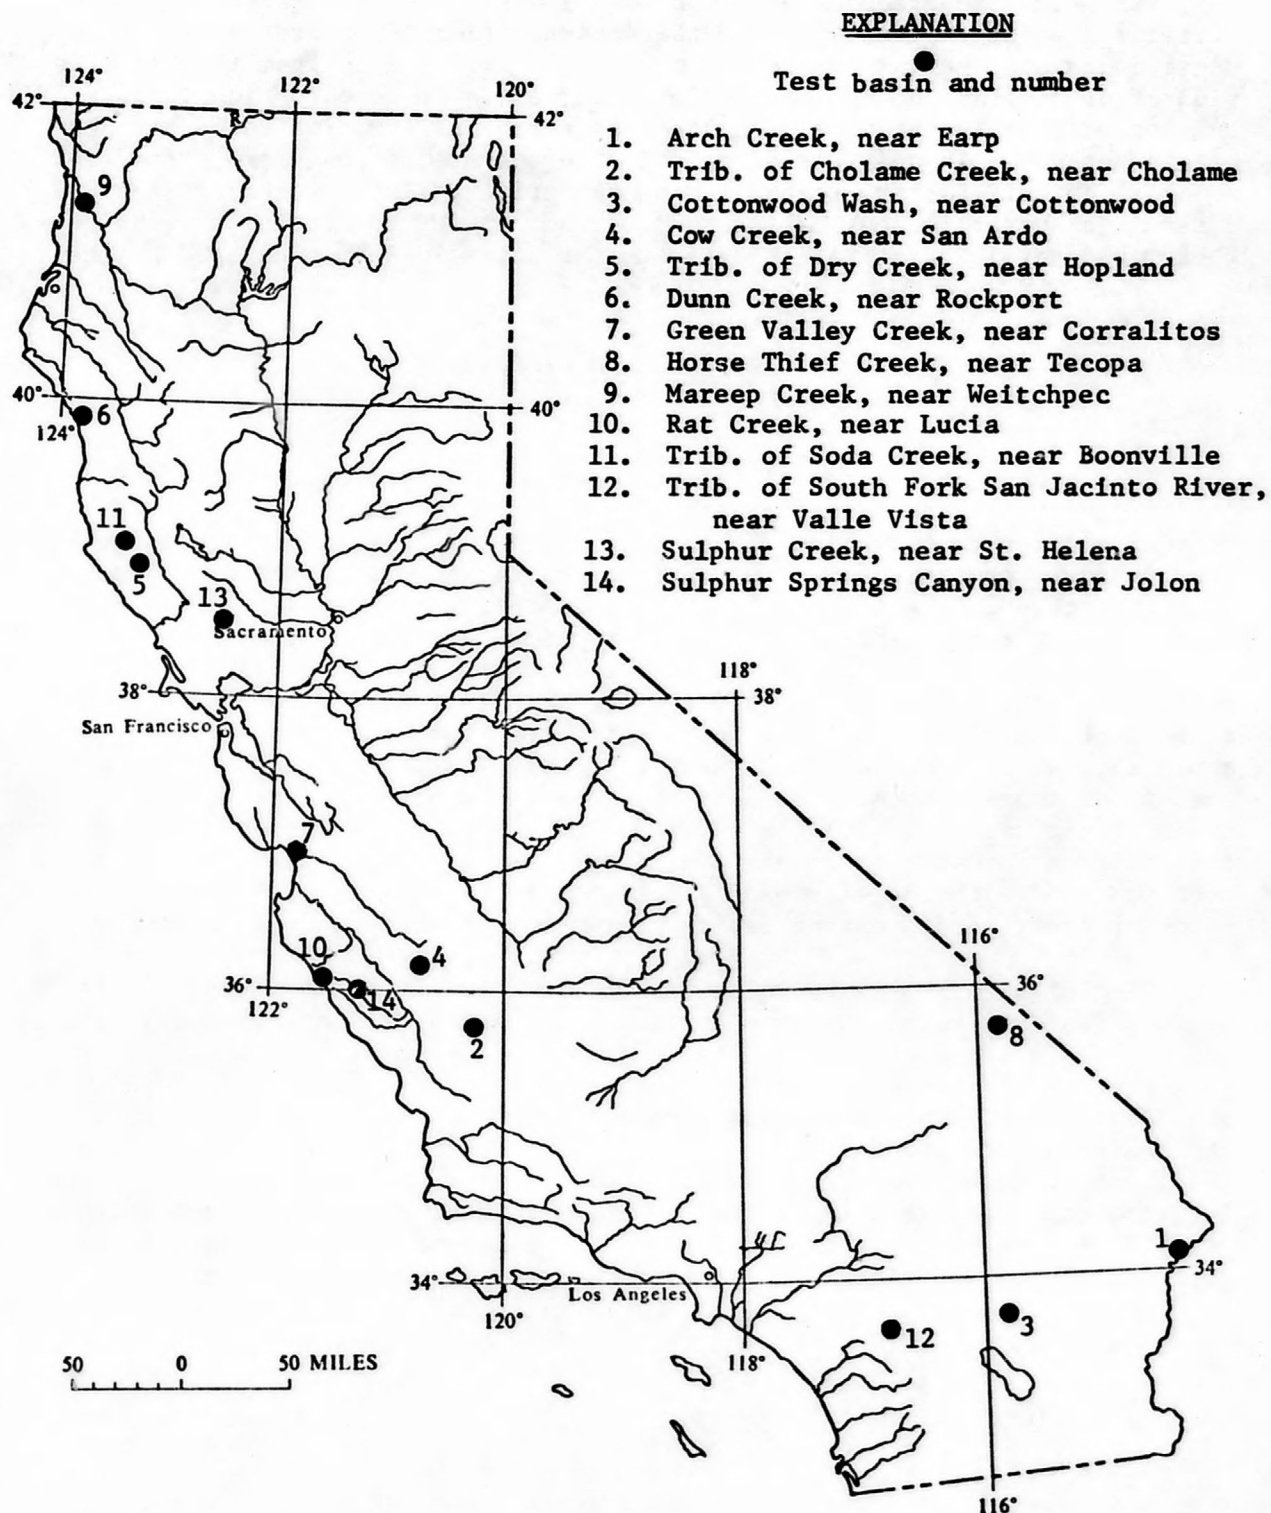 EXPLANATION
Test basin and number
1. Arch Creek, near Earp
2. Trib. of Cholame Creek, near Cholame
3. Cottonwood Wash, near Cottonwood
4. Cow Creek, near San Ardo
5. Trib. of Dry Creek, near Hopland
6. Dunn Creek, near Rockport
7. Green Valley Creek, near Corralitos
8. Horse Thief Creek, near Tecopa
9. Mareep Creek, near Weitchpec
10. Rat Creek, near Lucia
11. Trib. of Soda Creek, near Boonville
12. Trib. of South Fork San Jacinto River,
near Valle Vista
13. Sulphur Creek, near St. Helena
14. Sulphur Springs Canyon, near Jolon
124°
122°
120°
42°
42°
R
9
40°
40°
6
124°
11
5
13
Sacramento
118°
38°
38°
San Francisco
7
10
4
116°
36°
36°
14
122°
2
8
1
34°
34°
Los Angeles
120°
3
12
118°
50 0 50 MILES
116°